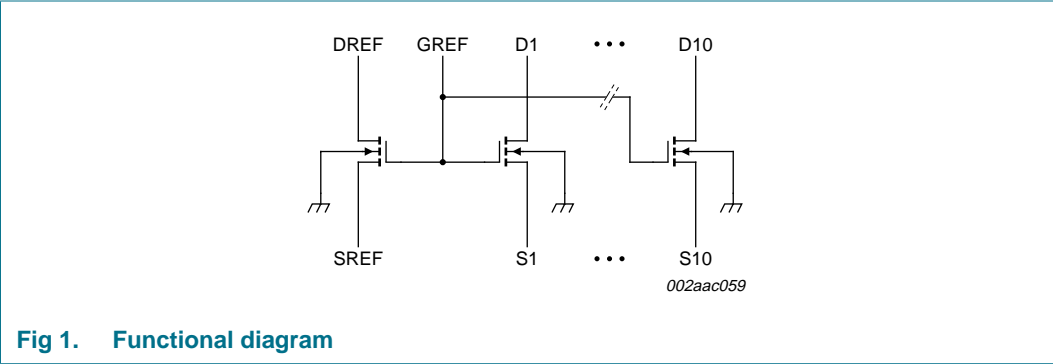 DREF GREF D1 • • • D10
SREF S1 • • • S10
002aac059
Fig 1. Functional diagram